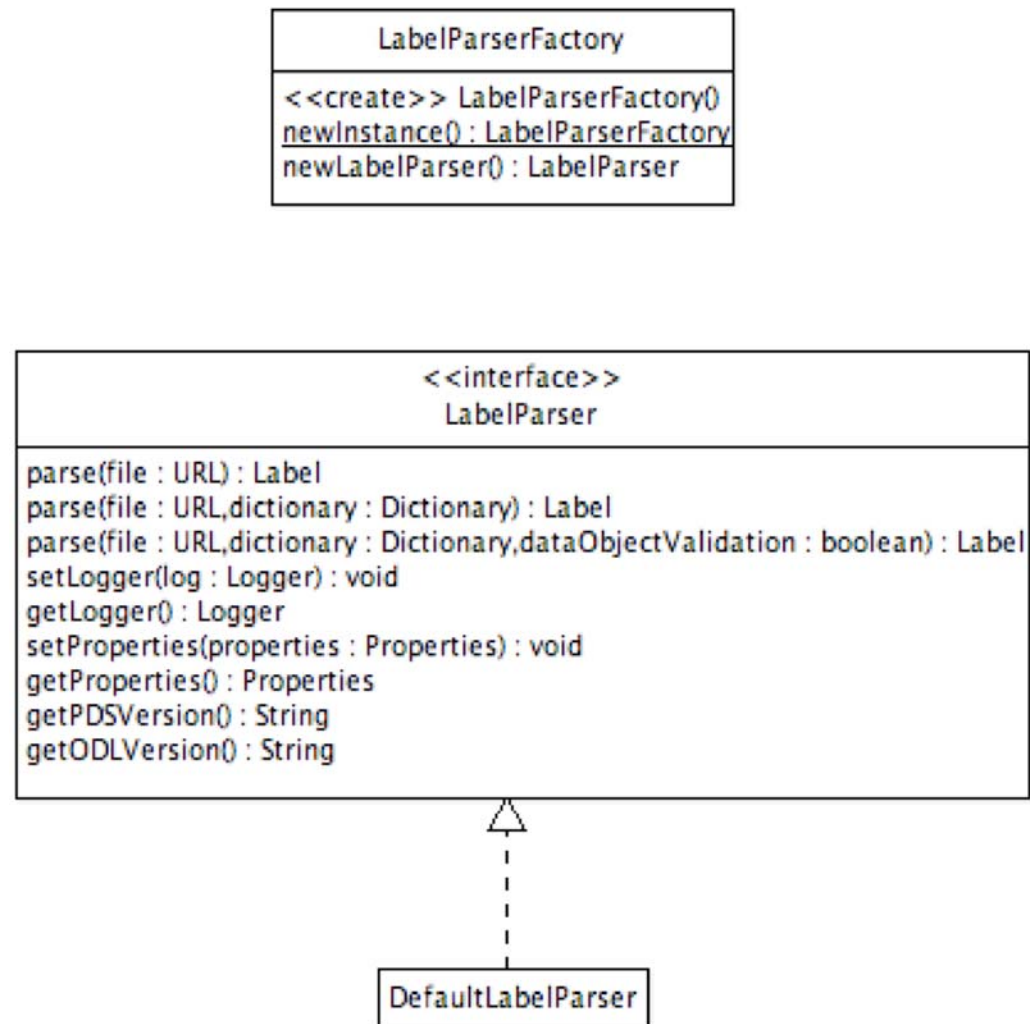 LabelParserFactory
<<create>> LabelParserFactory()
newInstance() : LabelParserFactory
newLabelParser() : LabelParser
<<interface>>
LabelParser
parse(file : URL) : Label
parse(file : URL,dictionary : Dictionary) : Label
parse(file : URL,dictionary : Dictionary,dataObjectValidation : boolean) : Label
setLogger(log : Logger) : void
getLogger() : Logger
setProperties(properties : Properties) : void
getProperties() : Properties
getPDSVersion() : String
getODLVersion() : String
DefaultLabelParser